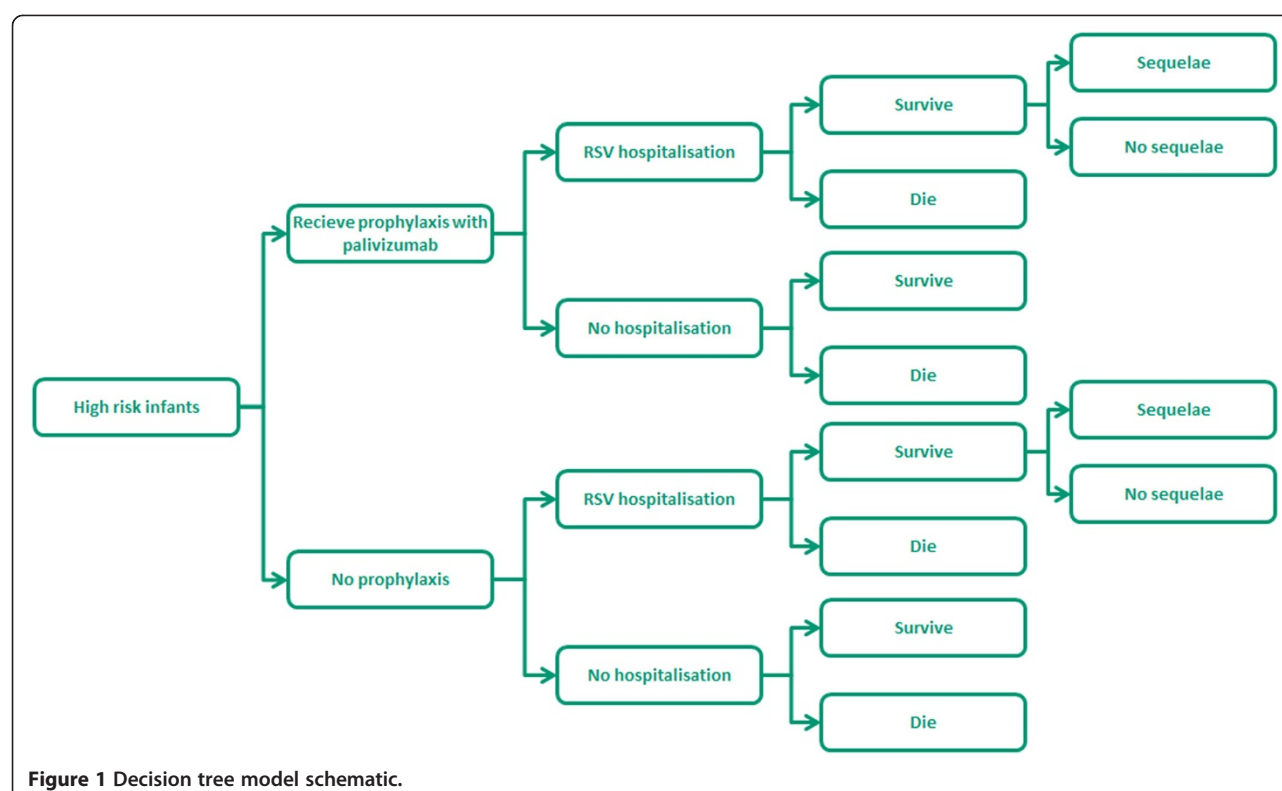 High risk infants
Recieve prophylaxis with
palivizumab
RSV hospitalisation
Survive
Sequelae
No sequelae
Die
No hospitalisation
Survive
Die
No prophylaxis
RSV hospitalisation
Survive
Sequelae
No sequelae
Die
No hospitalisation
Survive
Die
Figure 1 Decision tree model schematic.